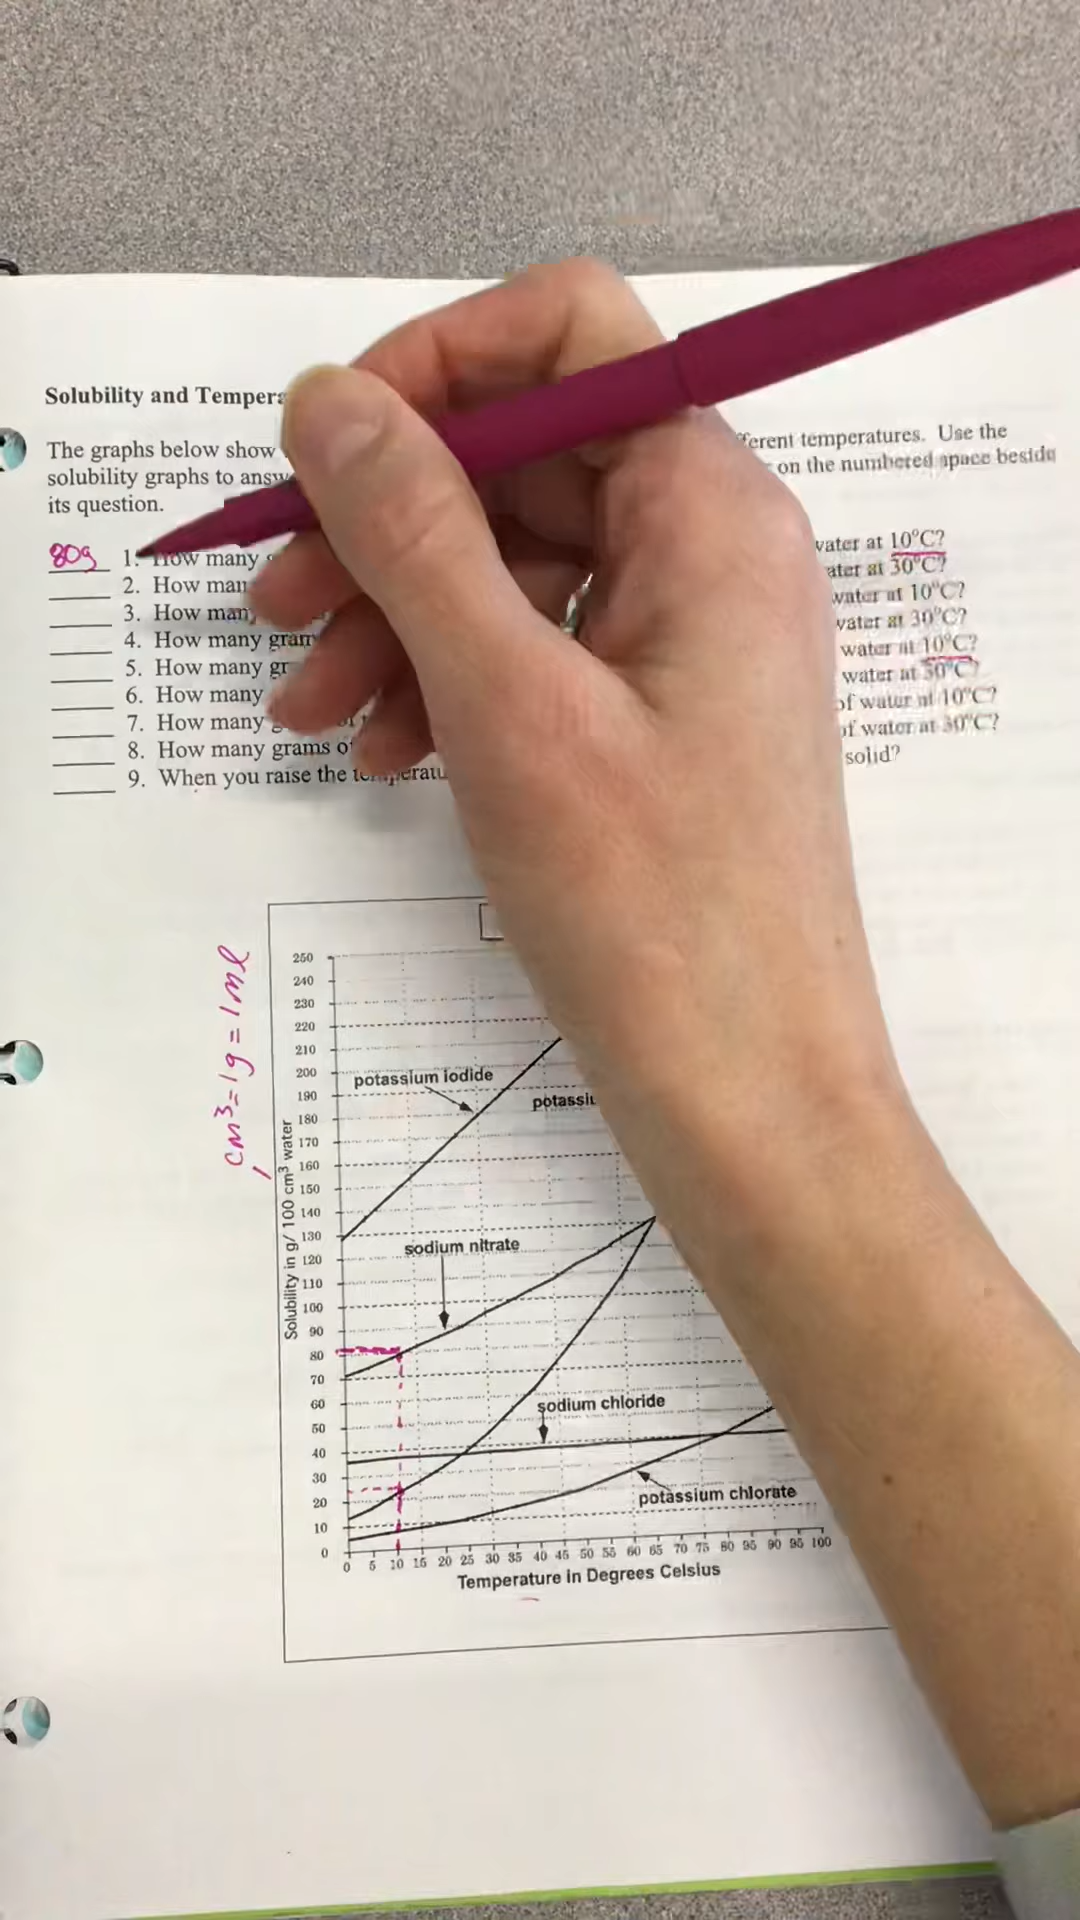 Solubility and Tempera
The graphs below show ferent temperatures. Use the
solubility graphs to answ on the numbered space beside
its question.
80g 1. How many water at 10°C?
2. How man ater at 30°C?
3. How many water at 10°C?
4. How many gram vater at 30°C?
5. How many gr water at 10°C?
6. How many water at 30°C?
7. How many of water at 10°C?
8. How many grams o of water at 30°C?
9. When you raise the temperatu solid?
cm³=1g=1ml
Solubility in g/ 100 cm³ water
250
240
230
220
210
200
190
180
170
160
150
140
130
120
110
100
90
80
70
60
50
40
30
20
10
0
potassium iodide
potassiu
sodium nitrate
sodium chloride
potassium chlorate
0 5 10 15 20 25 30 35 40 45 50 55 60 65 70 75 80 95 90 95 100
Temperature in Degrees Celsius